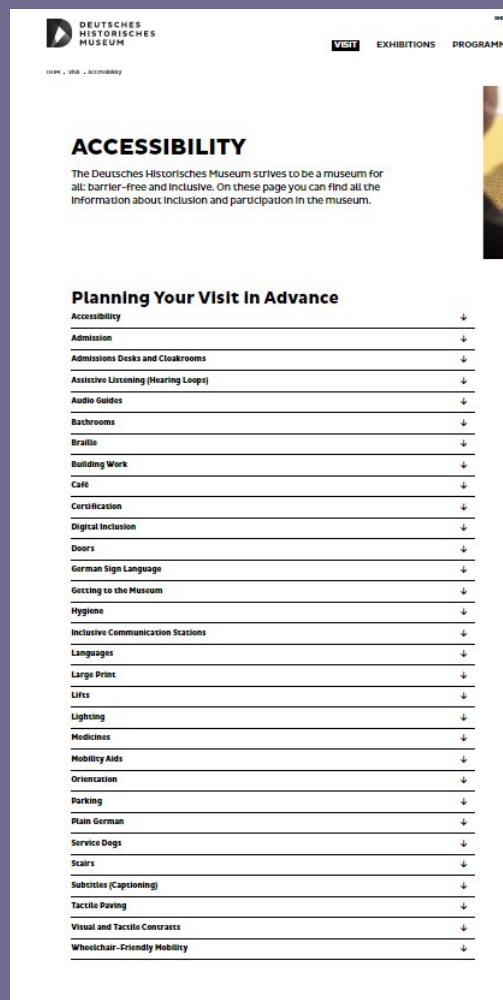 DEUTSCHES
HISTORISCHES
MUSEUM
VISIT EXHIBITIONS PROGRAMM
DHM • Visit • Accessibility
ACCESSIBILITY
The Deutsches Historisches Museum strives to be a museum for
all: barrier-free and inclusive. On these page you can find all the
information about inclusion and participation in the museum.
Planning Your Visit in Advance
Accessibility ↓
Admission ↓
Admissions Desks and Cloakrooms ↓
Assistive Listening (Hearing Loops) ↓
Audio Guides ↓
Bathrooms ↓
Braille ↓
Building Work ↓
Café ↓
Certification ↓
Digital Inclusion ↓
Doors ↓
German Sign Language ↓
Getting to the Museum ↓
Hygiene ↓
Inclusive Communication Stations ↓
Languages ↓
Large Print ↓
Lifts ↓
Lighting ↓
Medicines ↓
Mobility Aids ↓
Orientation ↓
Parking ↓
Plain German ↓
Service Dogs ↓
Stairs ↓
Subtitles (Captioning) ↓
Tactile Paving ↓
Visual and Tactile Contrasts ↓
Wheelchair-Friendly Mobility ↓